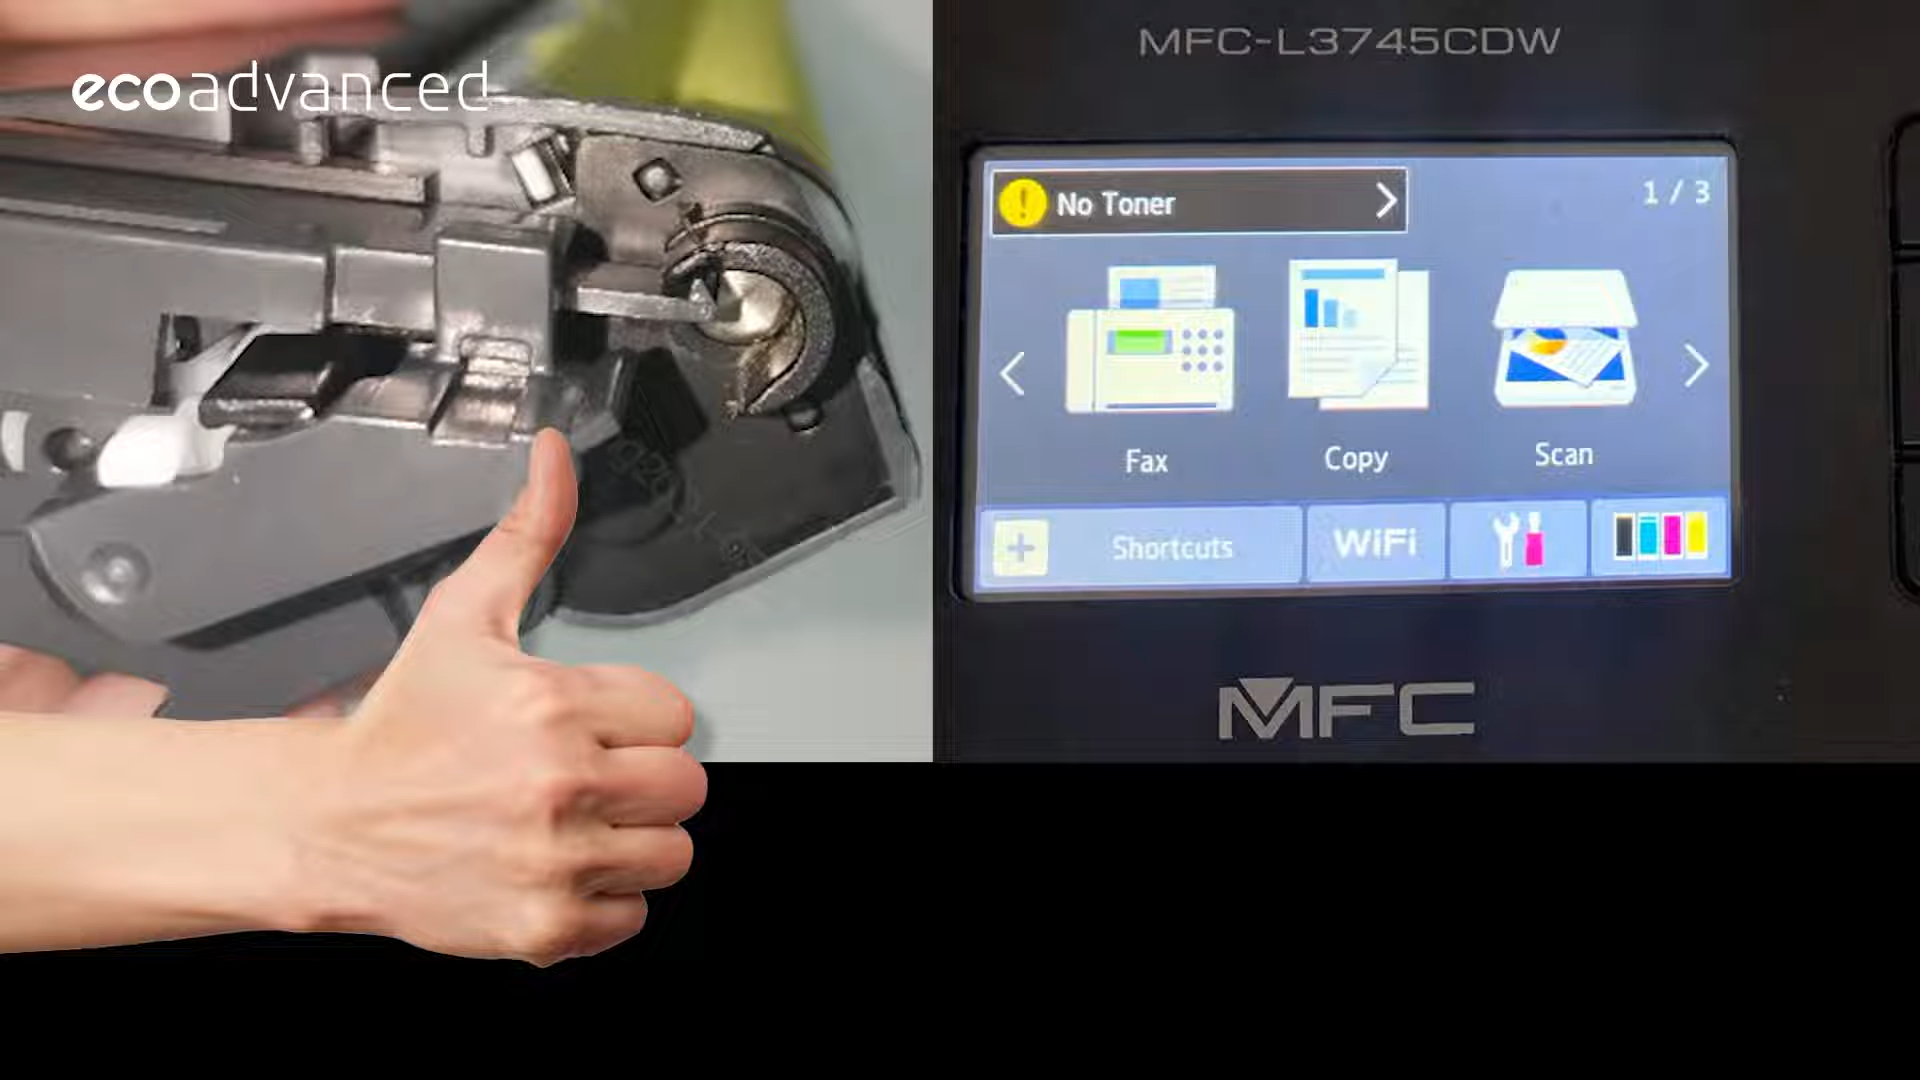 ecoadvanced
MFC-L3745CDW
No Toner
1 / 3
Fax
Copy
Scan
Shortcuts
WiFi
MFC